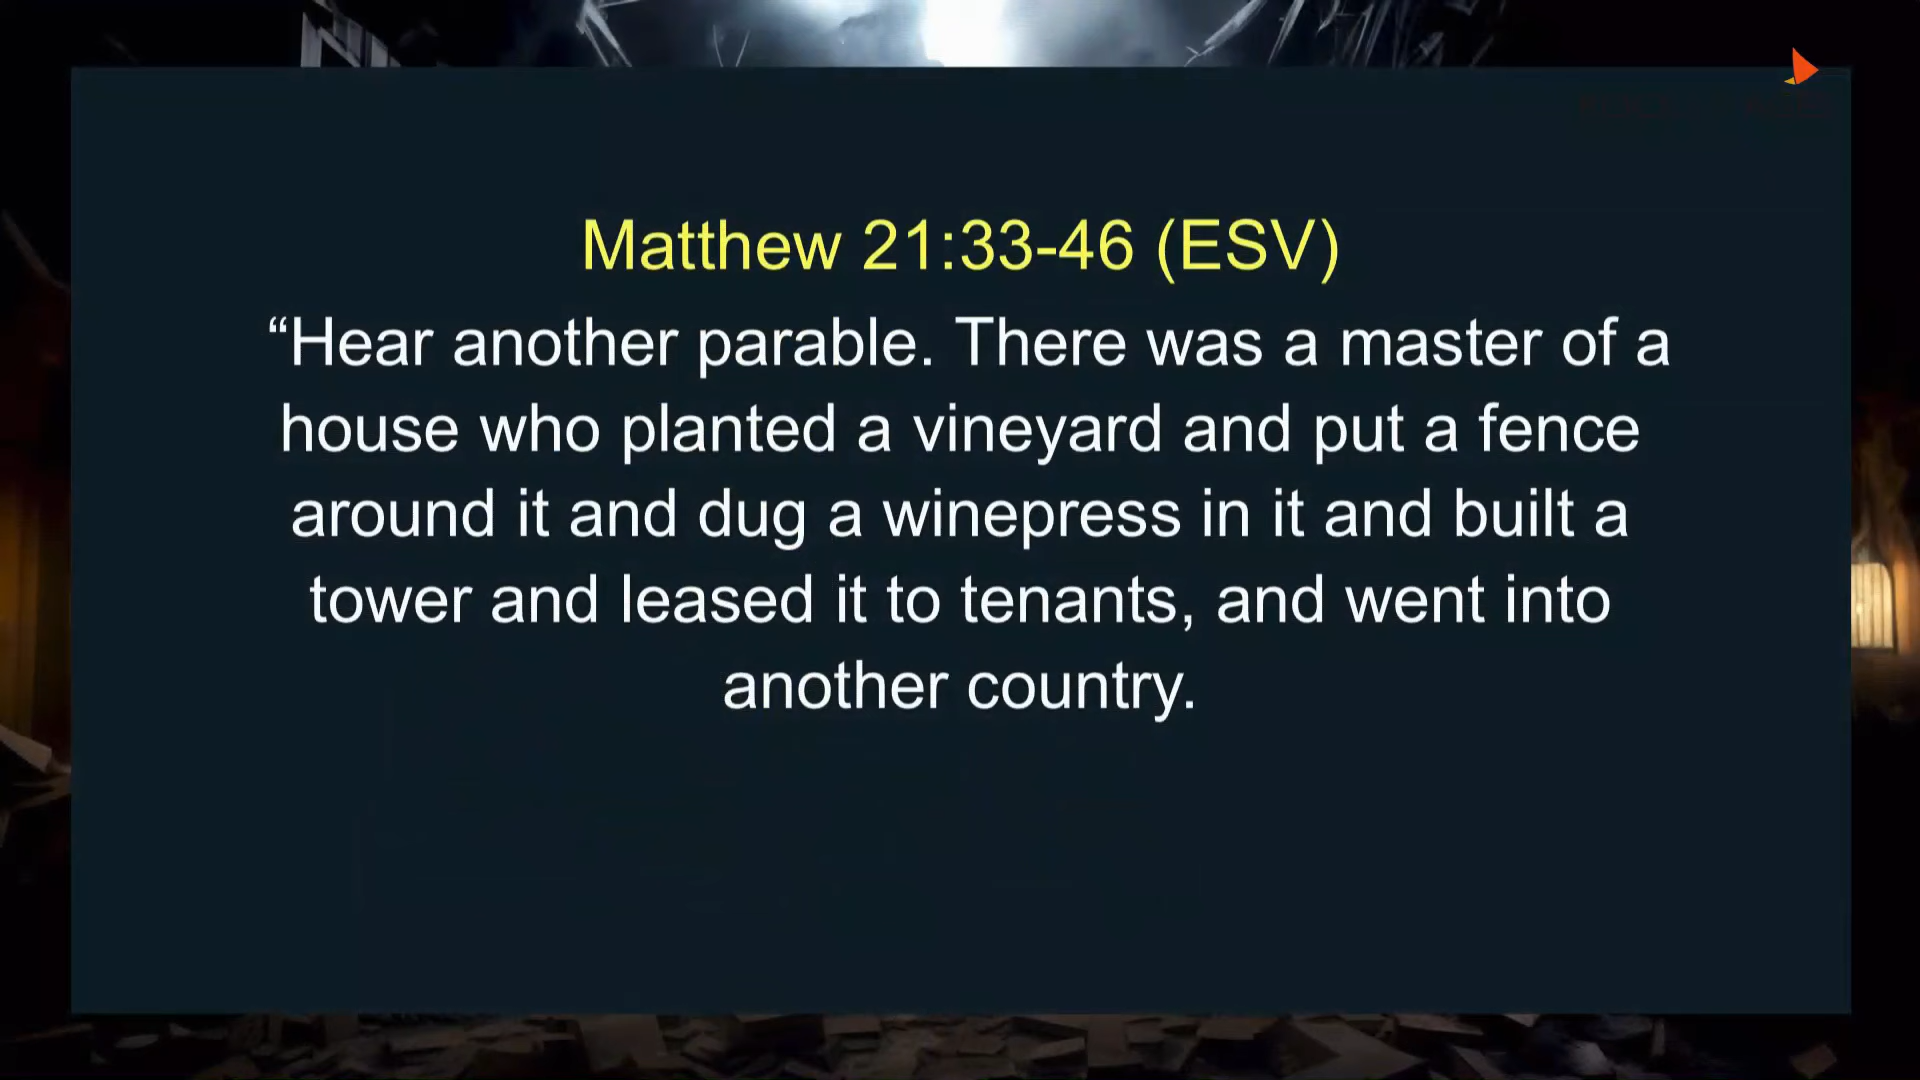 Matthew 21:33-46 (ESV)
“Hear another parable. There was a master of a
house who planted a vineyard and put a fence
around it and dug a winepress in it and built a
tower and leased it to tenants, and went into
another country.